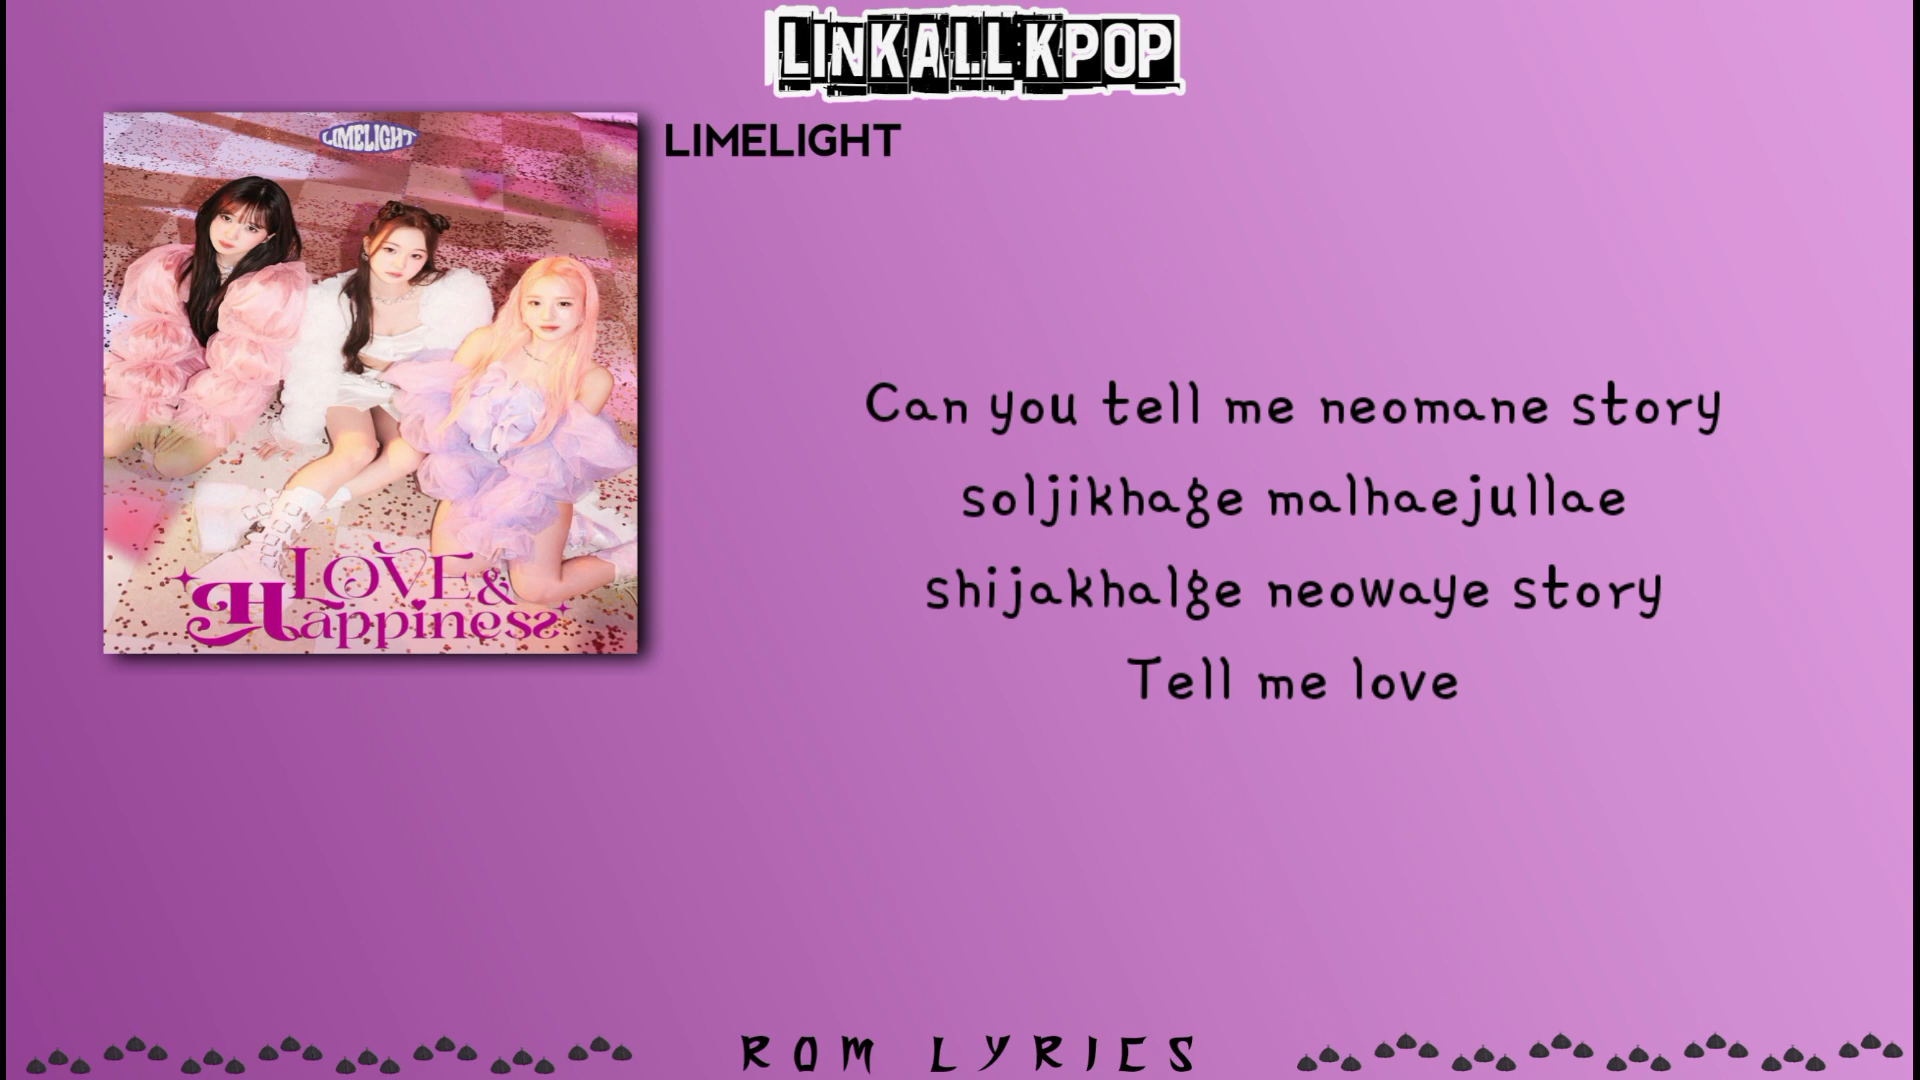 LINKALLKPOP
LIMELIGHT
LIMELIGHT
Can you tell me neomane story
soljikhage malhaejullae
shijakhalge neowaye story
Tell me love
LOVE &
Happiness
ROM LYRICS